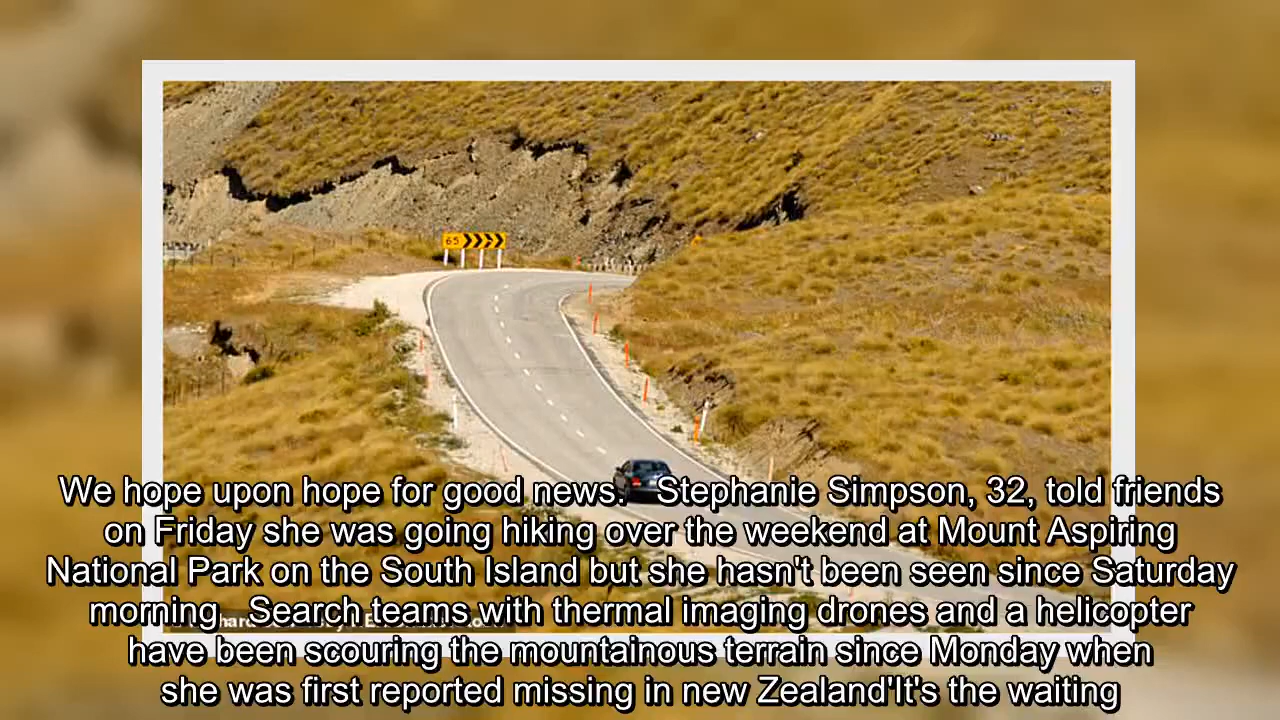 65
We hope upon hope for good news.   Stephanie Simpson, 32, told friends
on Friday she was going hiking over the weekend at Mount Aspiring
National Park on the South Island but she hasn't been seen since Saturday
morning.  Search teams with thermal imaging drones and a helicopter
have been scouring the mountainous terrain since Monday when
she was first reported missing in new Zealand'It's the waiting